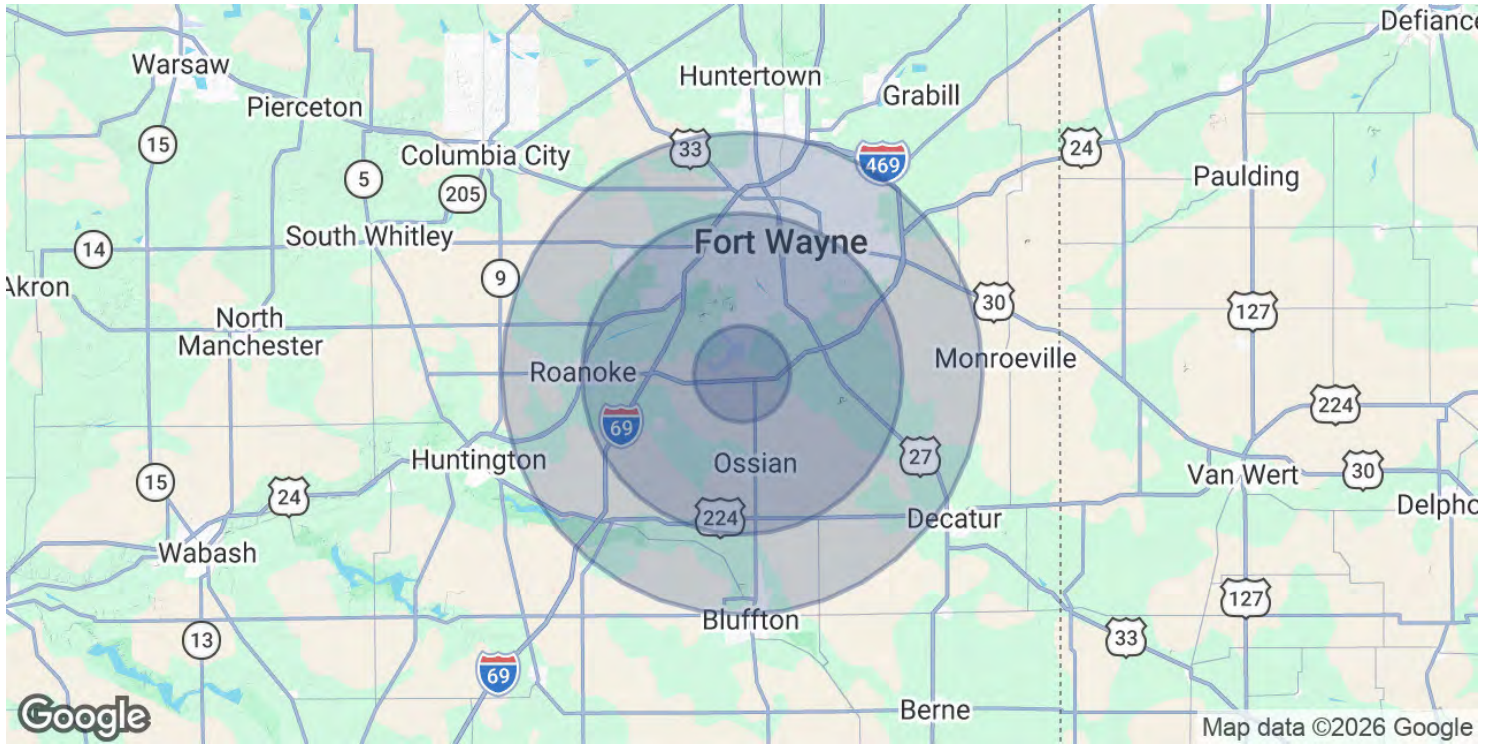 Defiance
Warsaw
Huntertown
Grabill
Pierceton
15
33
24
Columbia City
469
5
205
Paulding
South Whitley
Fort Wayne
14
9
Akron
30
127
North
Manchester
Roanoke
Monroeville
224
69
Huntington
Ossian
27
Van Wert
30
15
24
Delpho
224
Decatur
Wabash
127
Bluffton
13
33
69
Berne
Google
Map data ©2026 Google